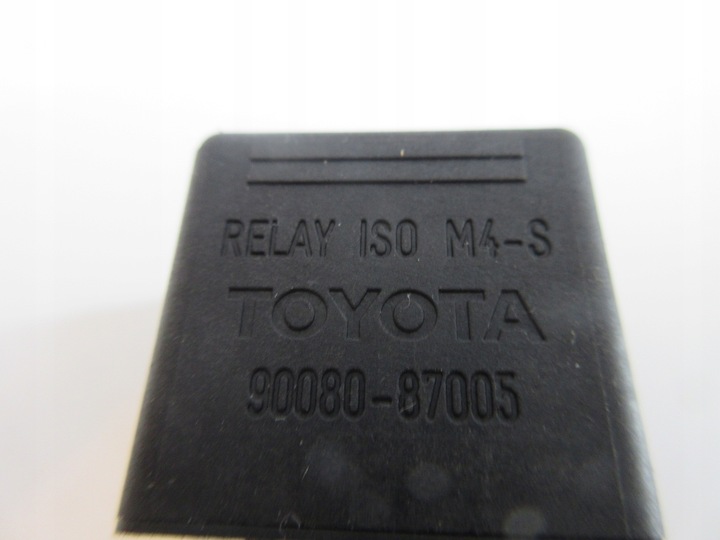 RELAY ISO M4-S
TOYOTA
90080-87005